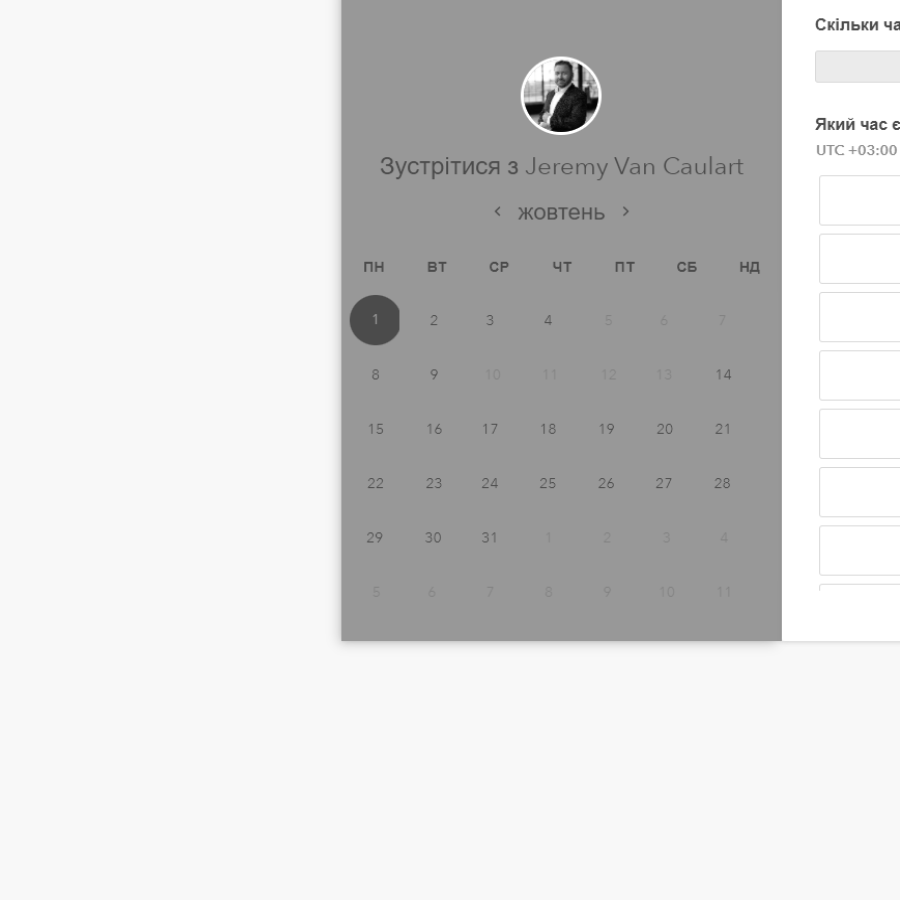 Скільки ча
Який час є
UTC +03:00
Зустрітися з Jeremy Van Caulart
жовтень
ПН ВТ СР ЧТ ПТ СБ НД
1 2 3 4 5 6 7
8 9 10 11 12 13 14
15 16 17 18 19 20 21
22 23 24 25 26 27 28
29 30 31 1 2 3 4
5 6 7 8 9 10 11